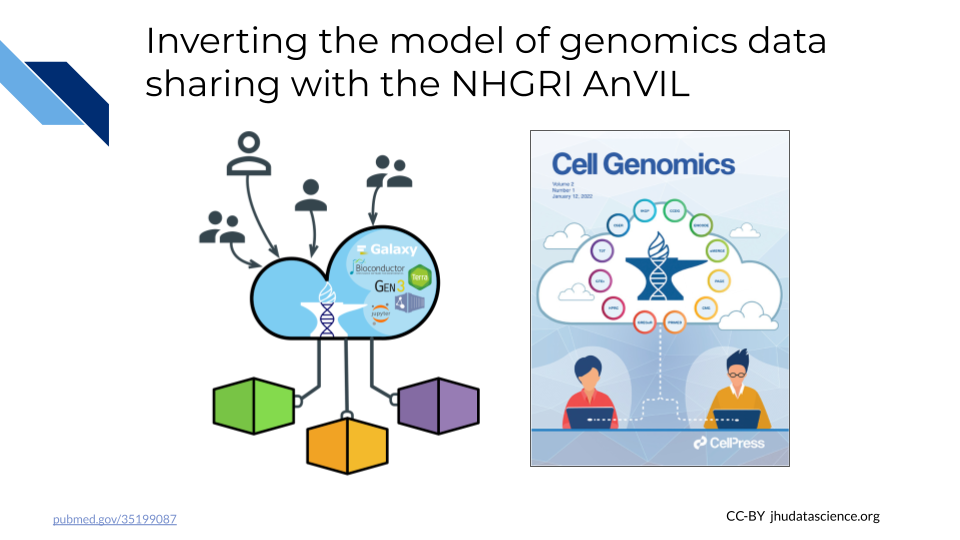 Inverting the model of genomics data
sharing with the NHGRI AnVIL
Galaxy
Bioconductor
Terra
GEN3
jupyter
Cell Genomics
Volume 2
Number 1
January 12, 2022
CellPress
pubmed.gov/35199087
CC-BY jhudatascience.org